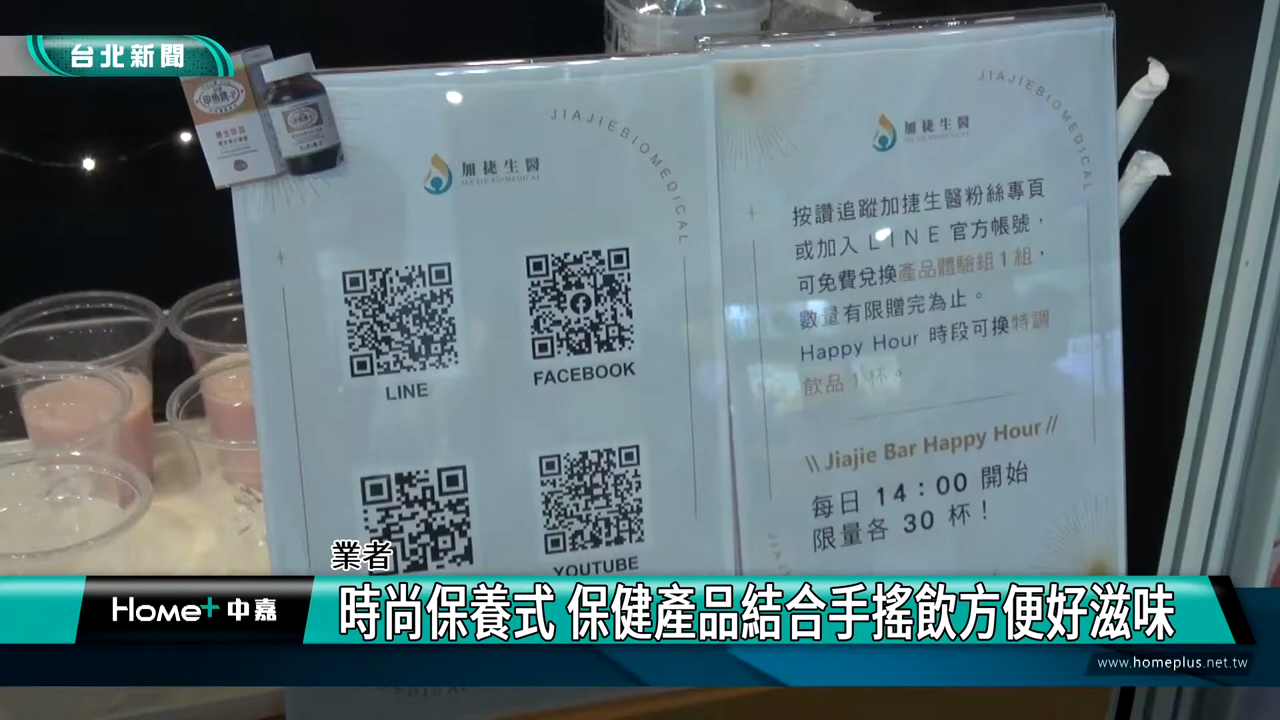 台北新聞
JIAJIEBIOMEDICAL
加捷生醫
LINE
FACEBOOK
YOUTUBE
JIAJIEBIOMEDICAL
加捷生醫
按讚追蹤加捷生醫粉絲專頁
或加入 LINE 官方帳號，
可免費兌換產品體驗組1組，
數量有限贈完為止。
Happy Hour 時段可換特調
飲品1杯。
\\ Jiajie Bar Happy Hour //
每日 14：00 開始
限量各 30 杯！
業者
Home+ 中嘉
時尚保養式 保健產品結合手搖飲方便好滋味
www.homeplus.net.tw